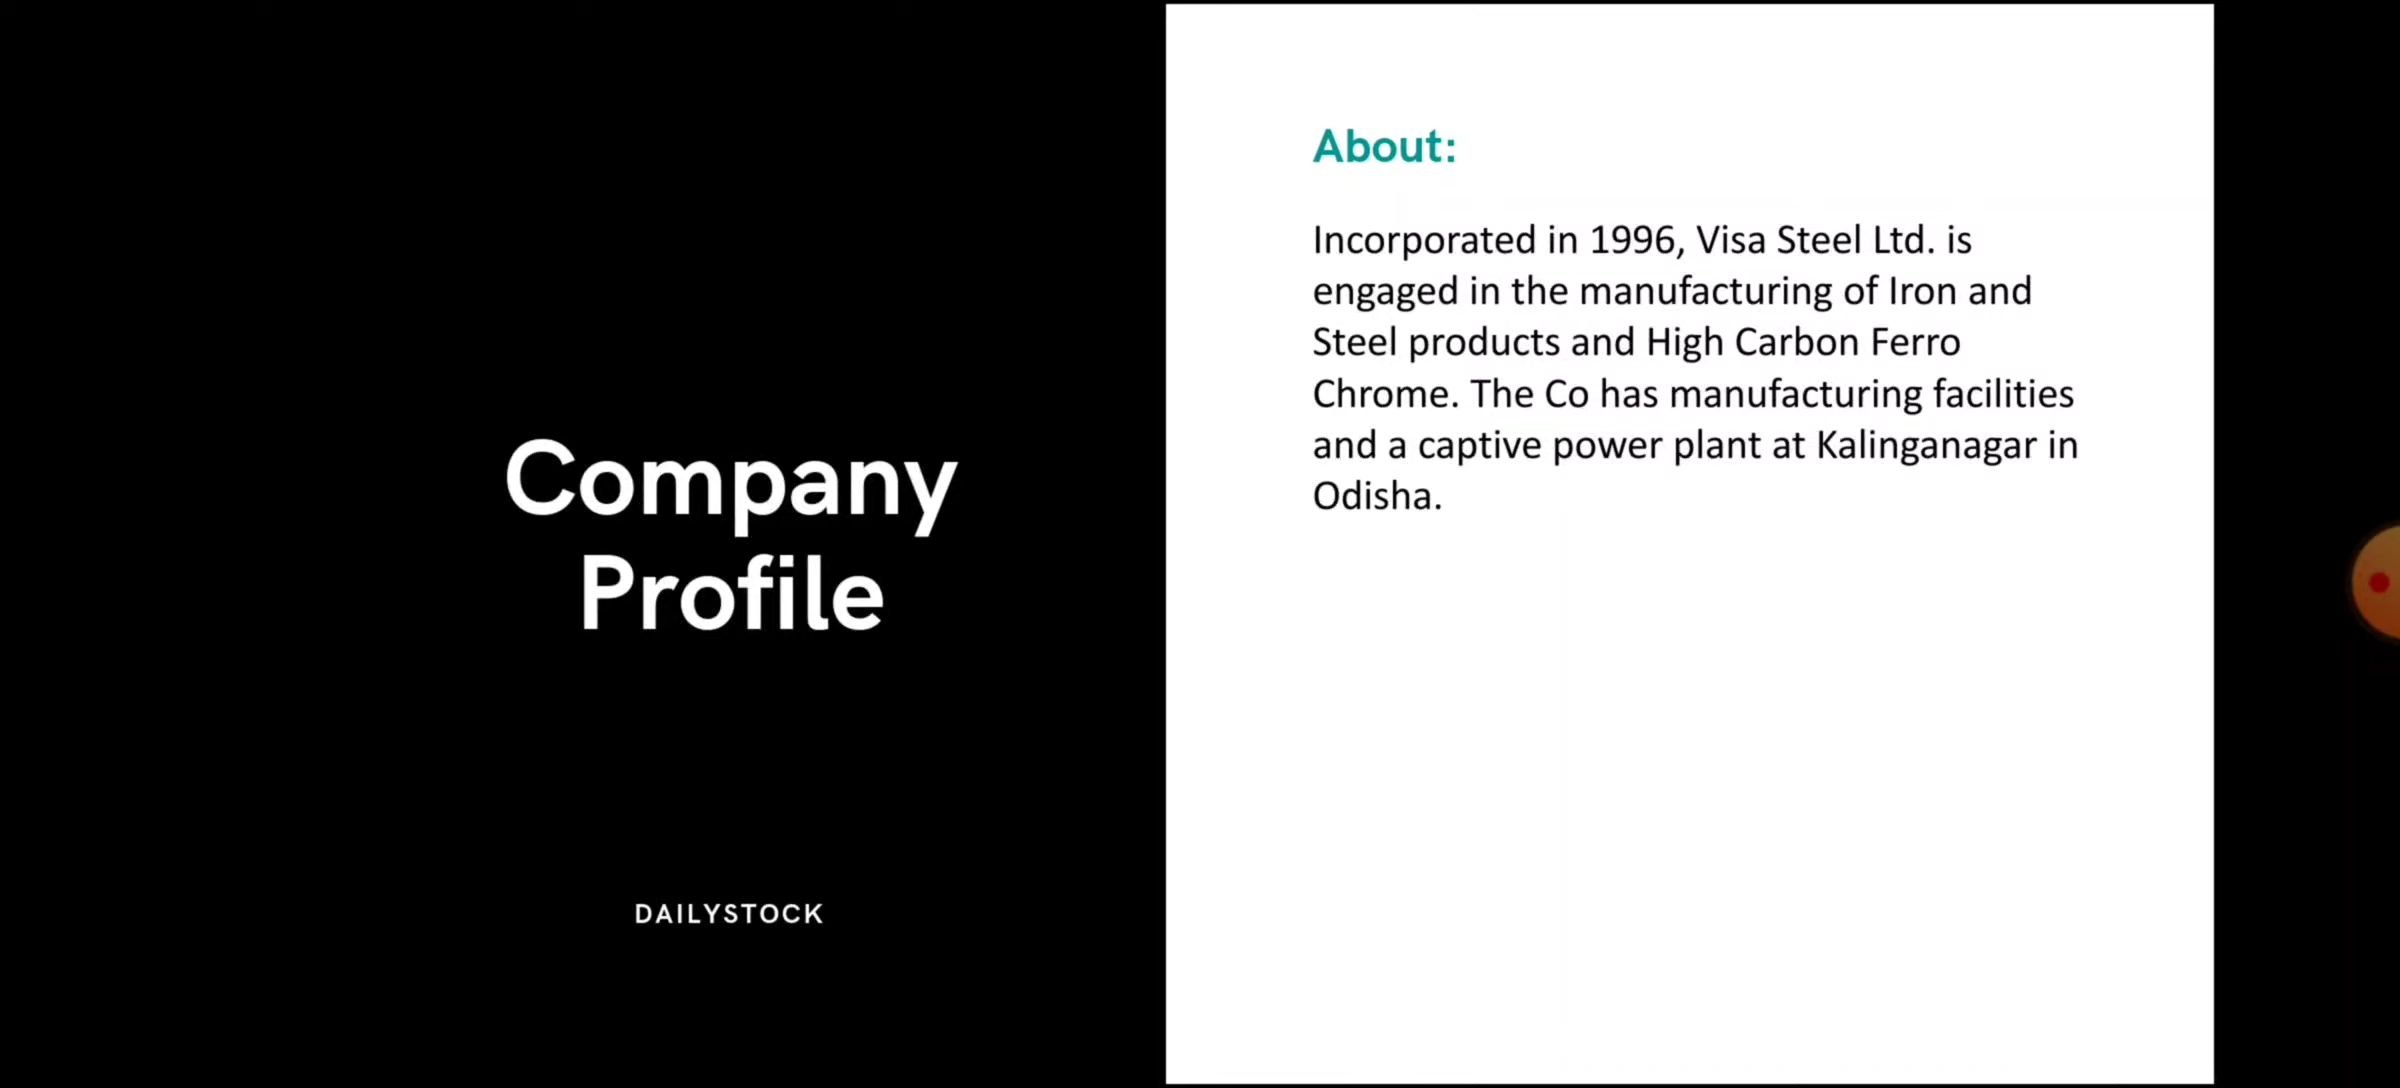 Company
Profile
DAILYSTOCK
About:
Incorporated in 1996, Visa Steel Ltd. is
engaged in the manufacturing of Iron and
Steel products and High Carbon Ferro
Chrome. The Co has manufacturing facilities
and a captive power plant at Kalinganagar in
Odisha.